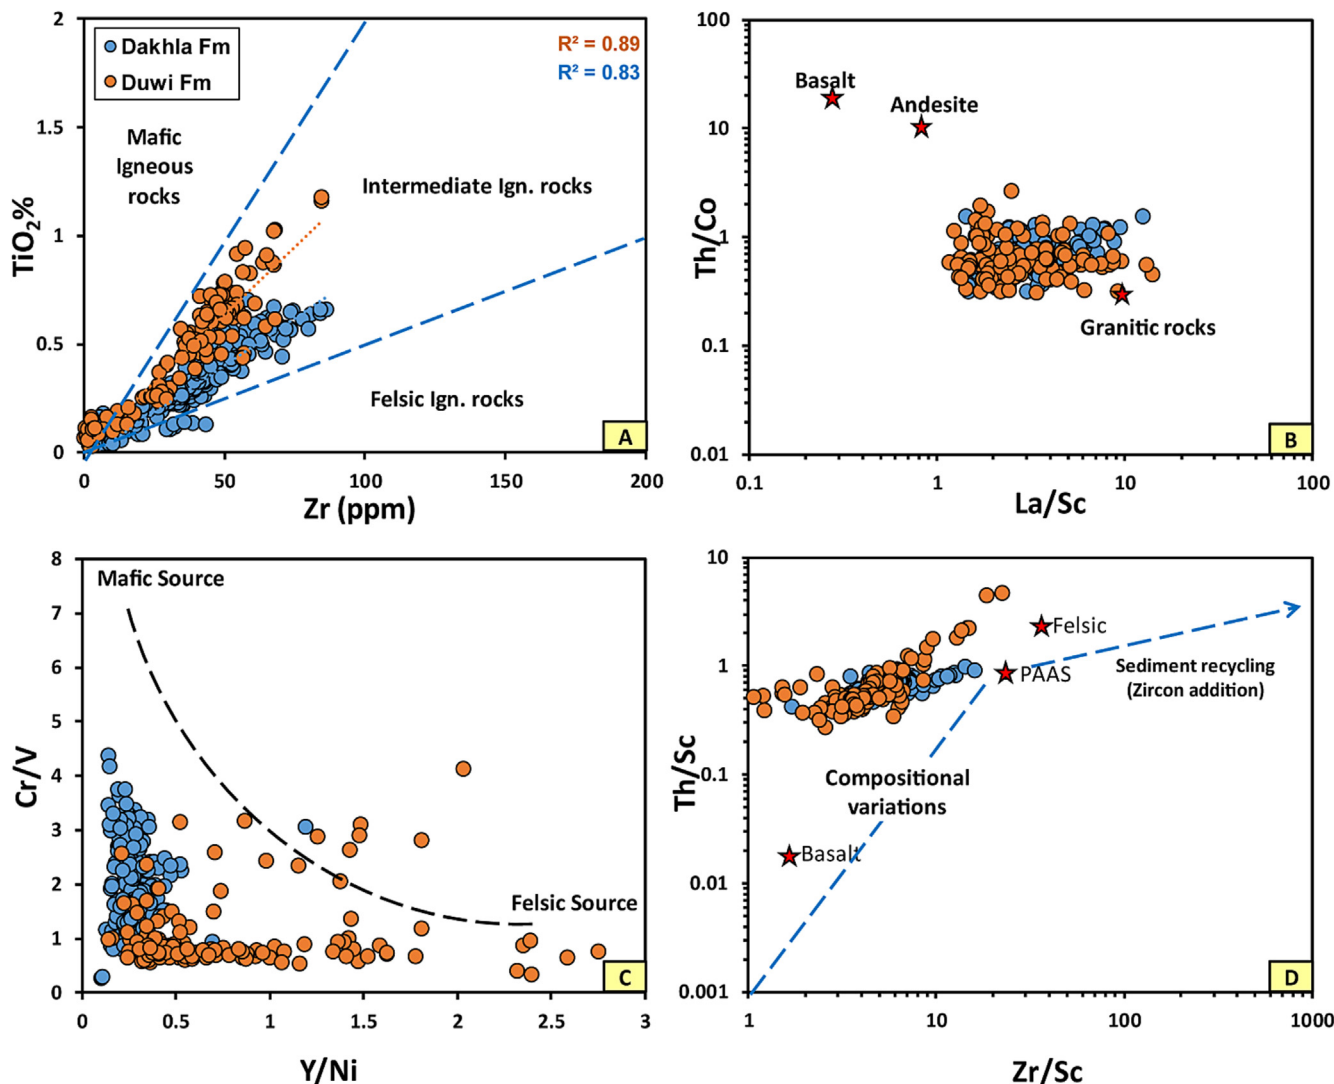 Dakhla Fm
Duwi Fm
R² = 0.89
R² = 0.83
Mafic
Igneous
rocks
Intermediate Ign. rocks
Felsic Ign. rocks
A
TiO₂%
2
1.5
1
0.5
0
0
50
100
150
200
Zr (ppm)
Basalt
Andesite
Granitic rocks
B
Th/Co
100
10
1
0.1
0.01
0.1
1
10
100
La/Sc
Mafic Source
Felsic Source
C
Cr/V
8
7
6
5
4
3
2
1
0
0
0.5
1
1.5
2
2.5
3
Y/Ni
Felsic
PAAS
Sediment recycling
(Zircon addition)
Compositional
variations
Basalt
D
Th/Sc
10
1
0.1
0.01
0.001
1
10
100
1000
Zr/Sc